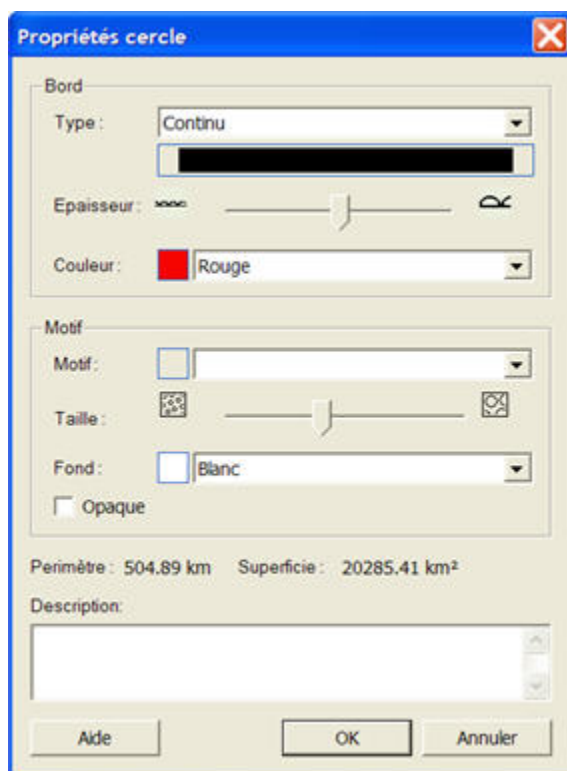 Propriétés cercle
Bord
Type : Continu
Epaisseur :
Couleur : Rouge
Motif
Motif :
Taille :
Fond : Blanc
Opaque
Perimètre : 504.89 km Superficie : 20285.41 km²
Description:
Aide OK Annuler